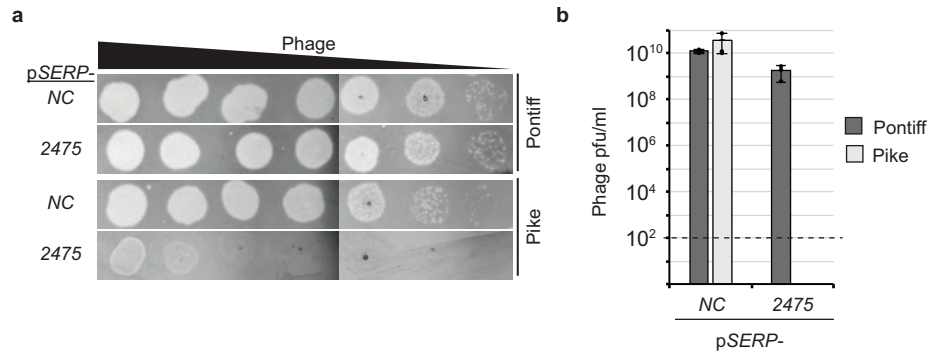 a
Phage
pSERP-
NC
2475
NC
2475
Pontiff
Pike
b
Phage pfu/ml
10¹⁰
10⁸
10⁶
10⁴
10²
NC 2475
pSERP-
Pontiff
Pike